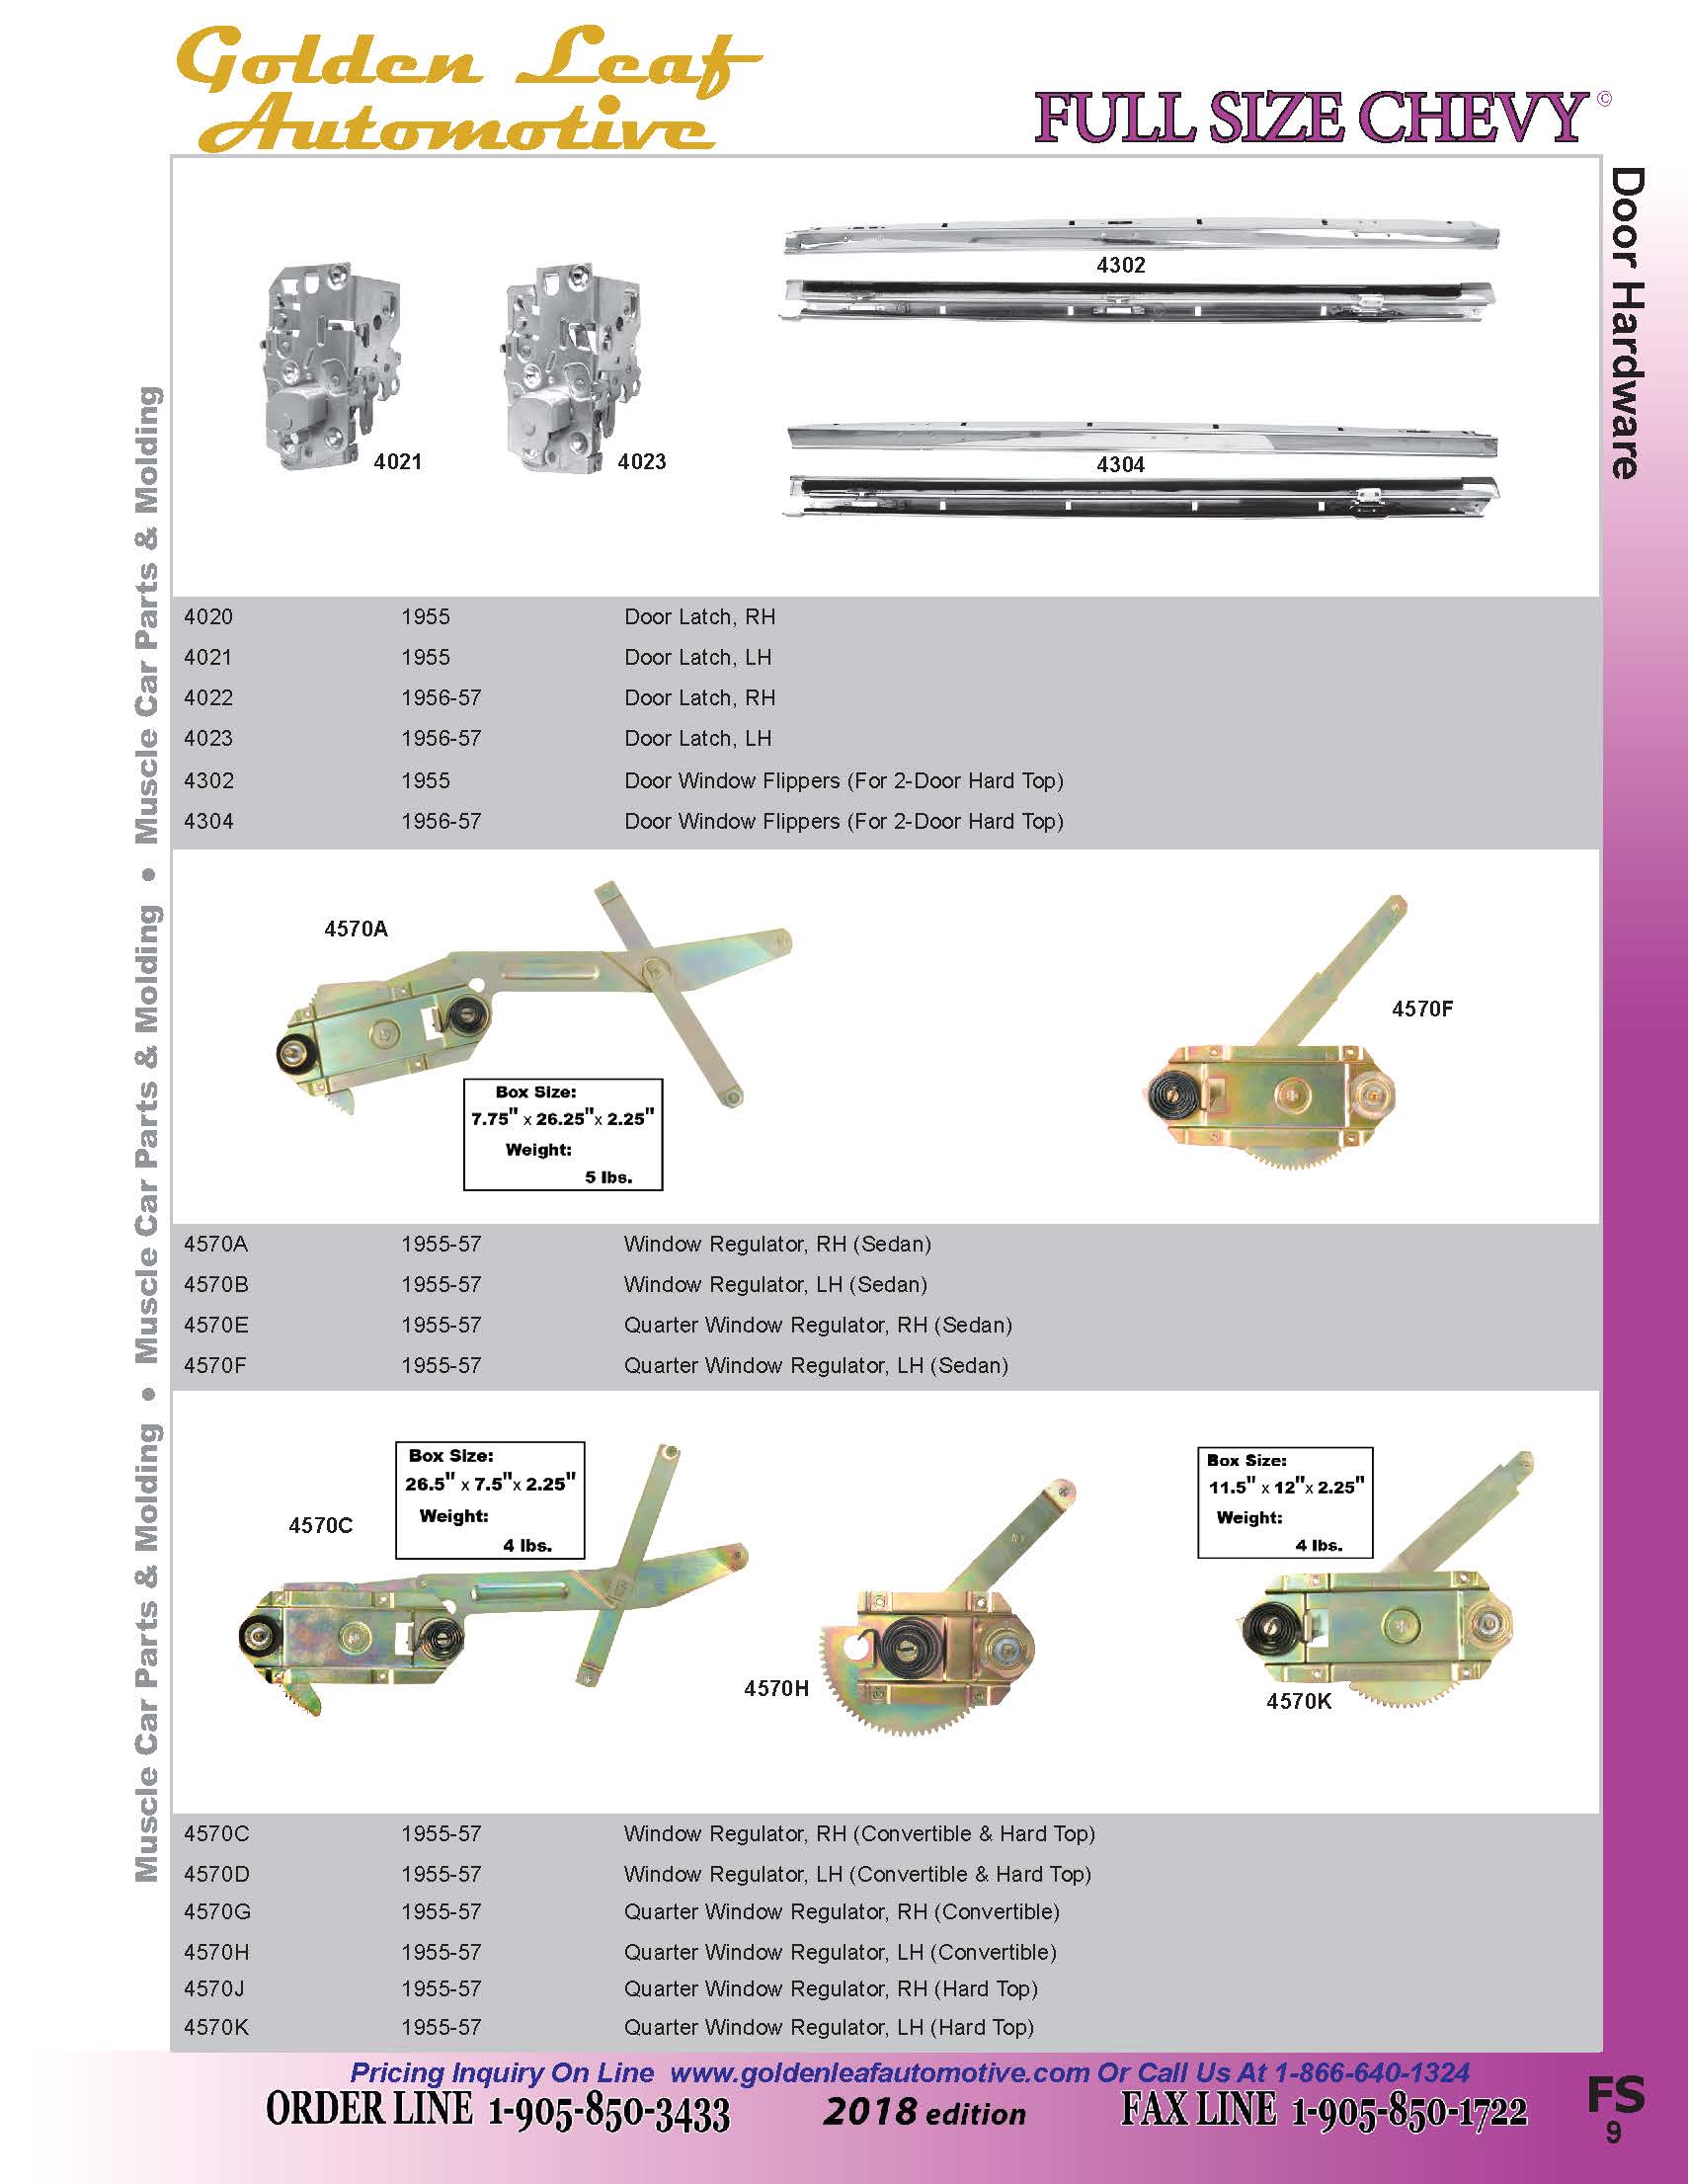 Golden Leaf
Automotive
FULL SIZE CHEVY ©
Door Hardware
Muscle Car Parts & Molding • Muscle Car Parts & Molding • Muscle Car Parts & Molding
4302
4021
4023
4304
4020 1955 Door Latch, RH
4021 1955 Door Latch, LH
4022 1956-57 Door Latch, RH
4023 1956-57 Door Latch, LH
4302 1955 Door Window Flippers (For 2-Door Hard Top)
4304 1956-57 Door Window Flippers (For 2-Door Hard Top)
4570A
4570F
Box Size:
7.75" x 26.25"x 2.25"
Weight:
5 lbs.
4570A 1955-57 Window Regulator, RH (Sedan)
4570B 1955-57 Window Regulator, LH (Sedan)
4570E 1955-57 Quarter Window Regulator, RH (Sedan)
4570F 1955-57 Quarter Window Regulator, LH (Sedan)
4570C
Box Size:
26.5" x 7.5"x 2.25"
Weight:
4 lbs.
4570H
Box Size:
11.5" x 12"x 2.25"
Weight:
4 lbs.
4570K
4570C 1955-57 Window Regulator, RH (Convertible & Hard Top)
4570D 1955-57 Window Regulator, LH (Convertible & Hard Top)
4570G 1955-57 Quarter Window Regulator, RH (Convertible)
4570H 1955-57 Quarter Window Regulator, LH (Convertible)
4570J 1955-57 Quarter Window Regulator, RH (Hard Top)
4570K 1955-57 Quarter Window Regulator, LH (Hard Top)
Pricing Inquiry On Line www.goldenleafautomotive.com Or Call Us At 1-866-640-1324
ORDER LINE 1-905-850-3433 2018 edition FAX LINE 1-905-850-1722
FS
9